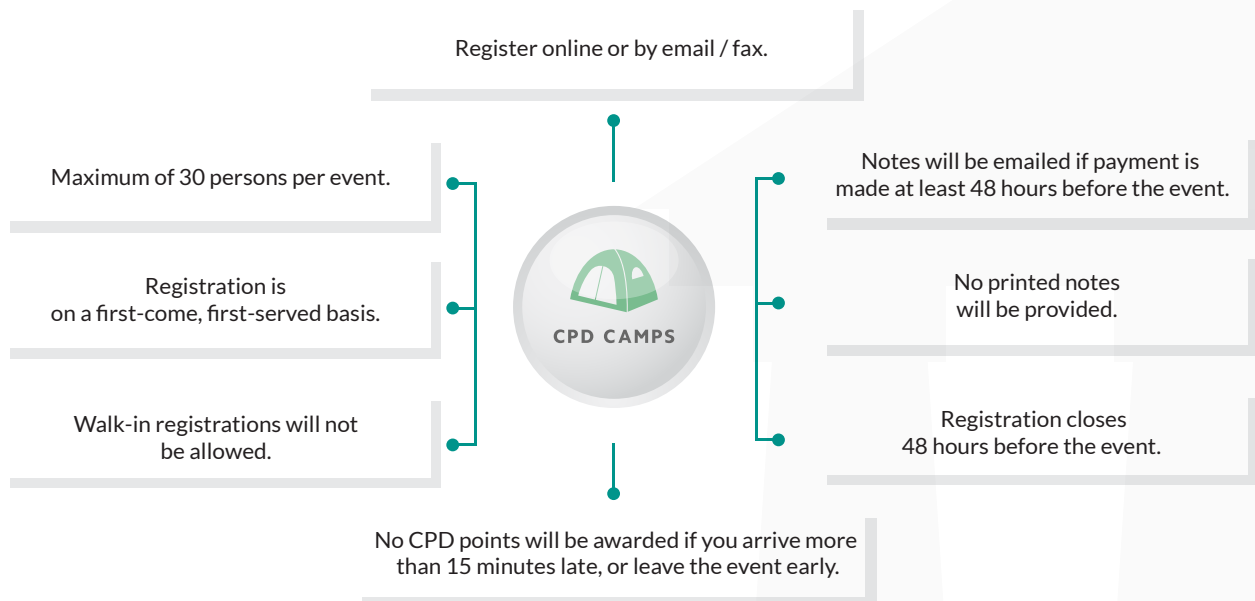 Register online or by email / fax.
Maximum of 30 persons per event.
Registration is
on a first-come, first-served basis.
Walk-in registrations will not
be allowed.
CPD CAMPS
Notes will be emailed if payment is
made at least 48 hours before the event.
No printed notes
will be provided.
Registration closes
48 hours before the event.
No CPD points will be awarded if you arrive more
than 15 minutes late, or leave the event early.